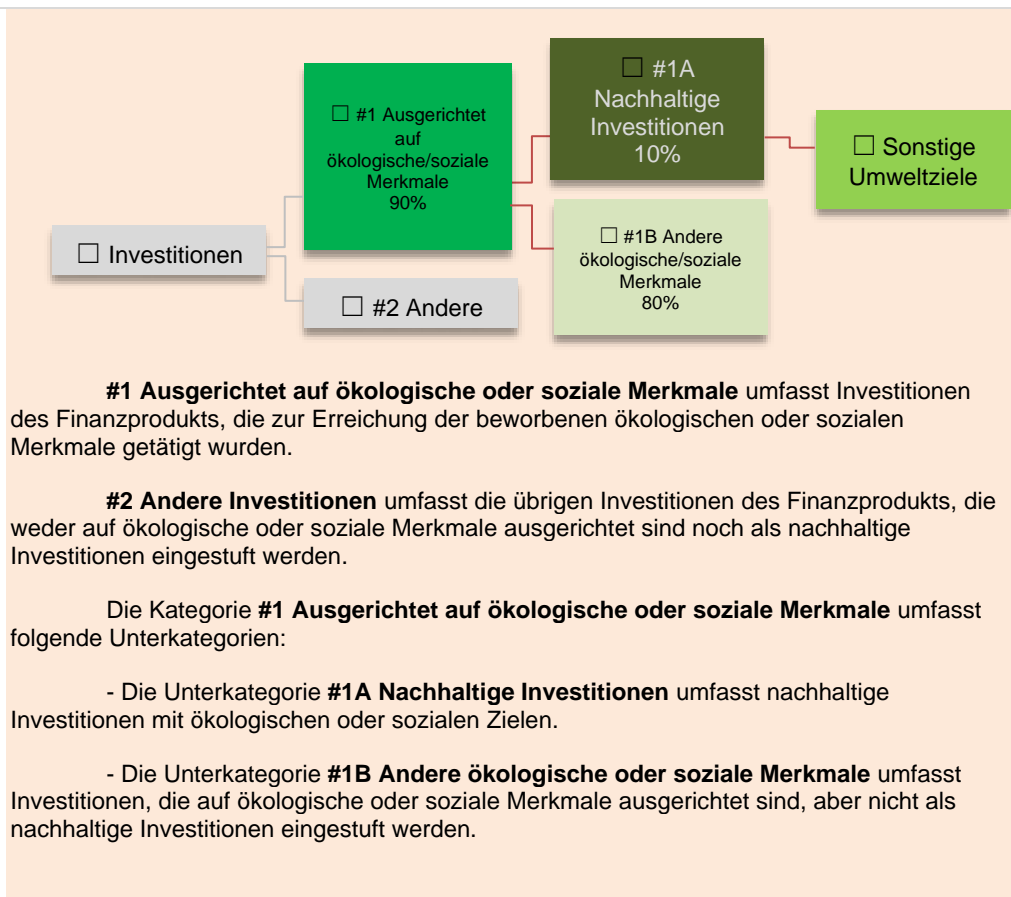 ☐ #1 Ausgerichtet
auf
ökologische/soziale
Merkmale
90%
☐ #1A
Nachhaltige
Investitionen
10%
☐ Sonstige
Umweltziele
☐ Investitionen
☐ #1B Andere
ökologische/soziale
Merkmale
80%
☐ #2 Andere
#1 Ausgerichtet auf ökologische oder soziale Merkmale umfasst Investitionen
des Finanzprodukts, die zur Erreichung der beworbenen ökologischen oder sozialen
Merkmale getätigt wurden.
#2 Andere Investitionen umfasst die übrigen Investitionen des Finanzprodukts, die
weder auf ökologische oder soziale Merkmale ausgerichtet sind noch als nachhaltige
Investitionen eingestuft werden.
Die Kategorie #1 Ausgerichtet auf ökologische oder soziale Merkmale umfasst
folgende Unterkategorien:
- Die Unterkategorie #1A Nachhaltige Investitionen umfasst nachhaltige
Investitionen mit ökologischen oder sozialen Zielen.
- Die Unterkategorie #1B Andere ökologische oder soziale Merkmale umfasst
Investitionen, die auf ökologische oder soziale Merkmale ausgerichtet sind, aber nicht als
nachhaltige Investitionen eingestuft werden.